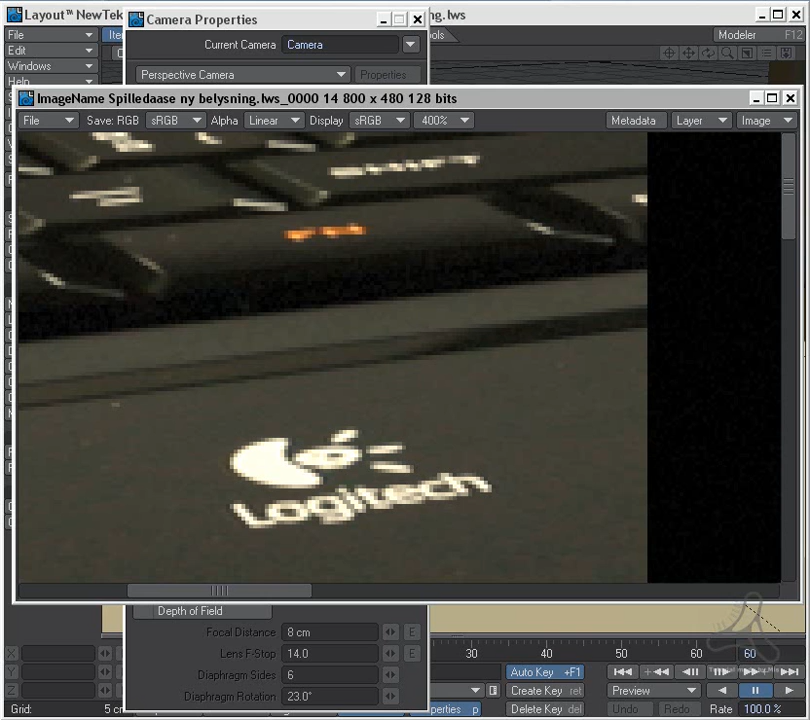 Layout™ NewTek
Camera Properties
ng.lws
File
Current Camera
Camera
Modeler
F12
Edit
Windows
Perspective Camera
Properties
Help
ImageName Spilledaase ny belysning.lws_0000 14 800 x 480 128 bits
File
Save: RGB
sRGB
Alpha
Linear
Display
sRGB
400%
Metadata
Layer
Image
Logitech
Depth of Field
Focal Distance
8 cm
E
Lens F-Stop
14.0
E
Diaphragm Sides
6
Diaphragm Rotation
23.0°
X
Y
Z
Grid:
30
40
50
60
60
Auto Key
+F1
Create Key
ret
Delete Key
del
Preview
Undo
Redo
Rate
100.0 %